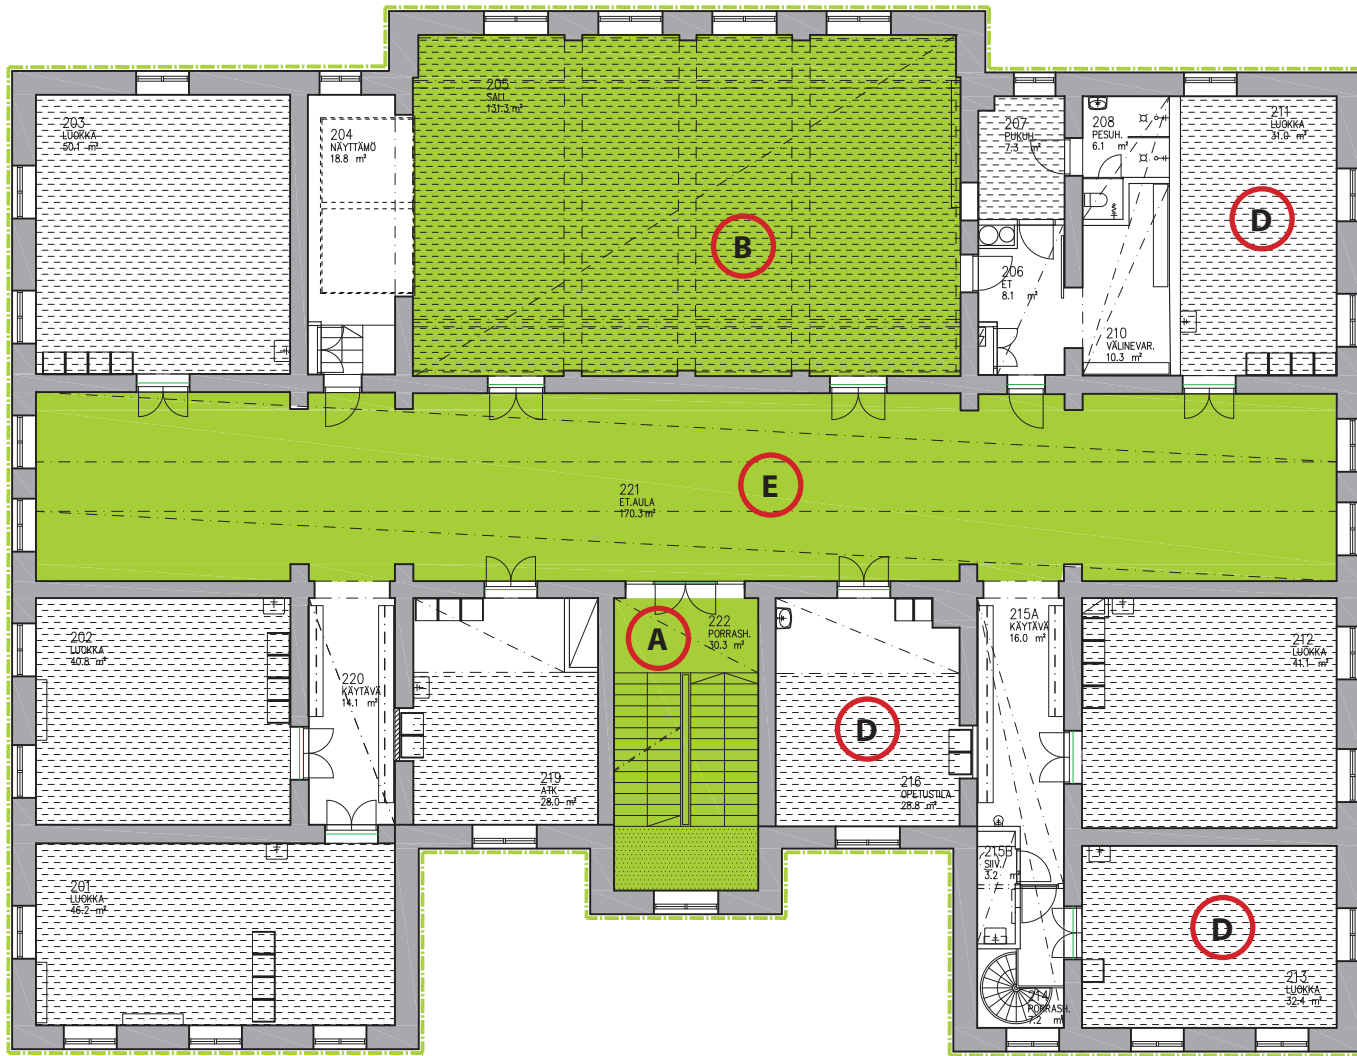 205
SALI
131.3 m²
203
LUOKKA
50.1 m²
204
NÄYTTÄMÖ
18.8 m²
207
PUKUH.
7.3 m²
208
PESUH.
6.1 m²
211
LUOKKA
31.0 m²
D
B
206
ET
8.1 m²
210
VÄLINEVAR.
10.3 m²
E
221
ET.AULA
170.3 m²
202
LUOKKA
40.8 m²
220
KÄYTÄVÄ
14.1 m²
A
222
PORRASH.
30.3 m²
215A
KÄYTÄVÄ
16.0 m²
212
LUOKKA
41.1 m²
D
219
ATK
28.0 m²
216
OPETUSTILA
28.8 m²
201
LUOKKA
46.2 m²
215B
SIIV.
3.2 m²
D
213
LUOKKA
32.4 m²
214
PORRASH.
7.2 m²